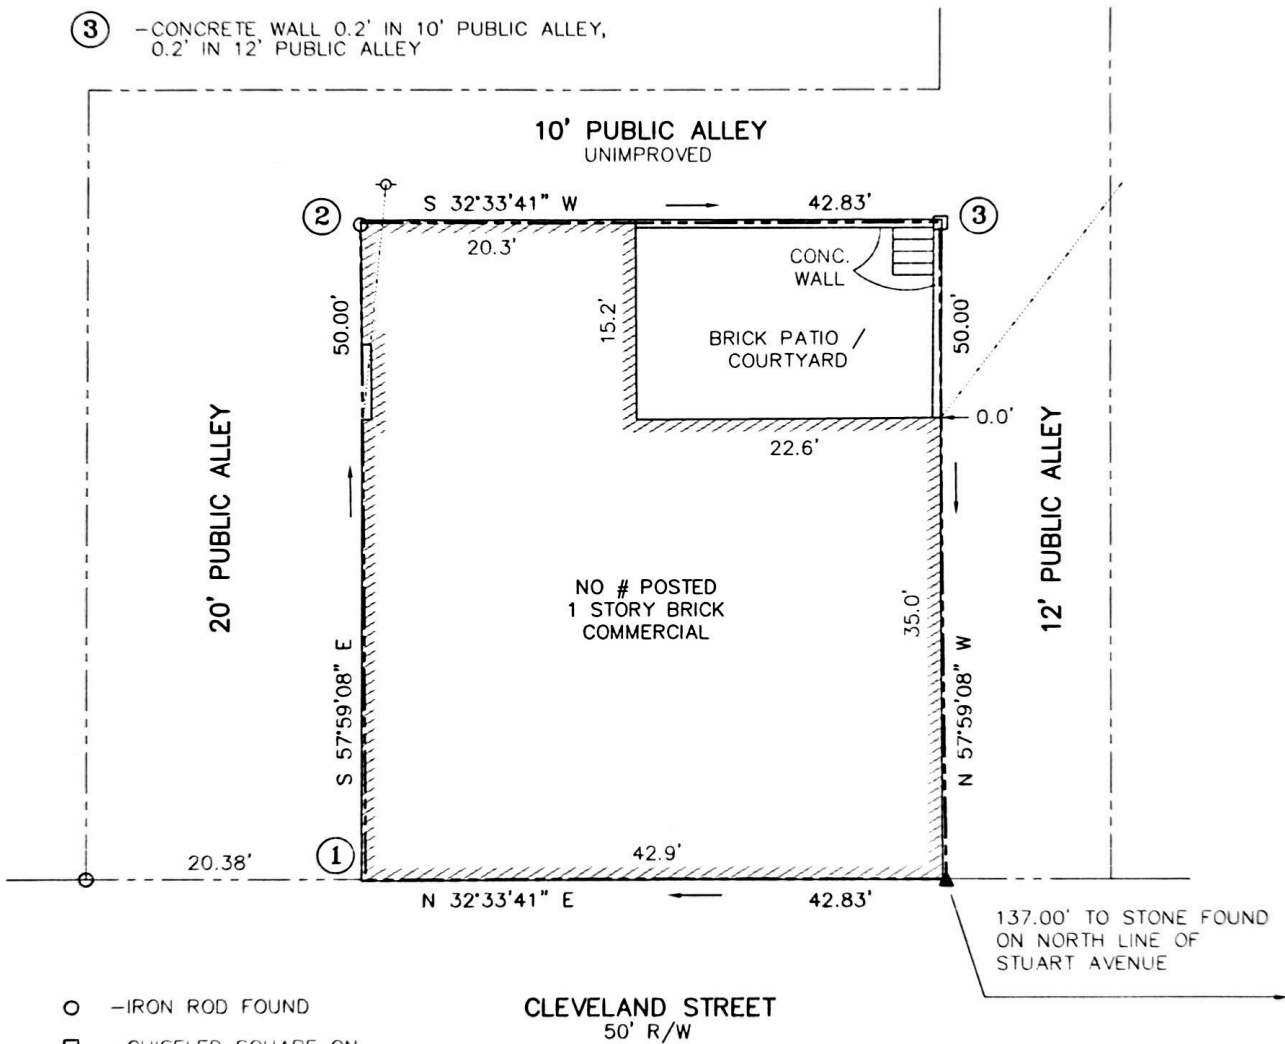 3 -CONCRETE WALL 0.2' IN 10' PUBLIC ALLEY,
0.2' IN 12' PUBLIC ALLEY
10' PUBLIC ALLEY
UNIMPROVED
2
S 32°33'41" W
42.83'
3
20.3'
CONC.
WALL
50.00'
15.2'
50.00'
BRICK PATIO /
COURTYARD
0.0'
22.6'
20' PUBLIC ALLEY
12' PUBLIC ALLEY
NO # POSTED
1 STORY BRICK
COMMERCIAL
35.0'
S 57°59'08" E
N 57°59'08" W
20.38'
1
42.9'
N 32°33'41" E
42.83'
137.00' TO STONE FOUND
ON NORTH LINE OF
STUART AVENUE
-IRON ROD FOUND
CLEVELAND STREET
50' R/W
-CHISELED SQUARE ON